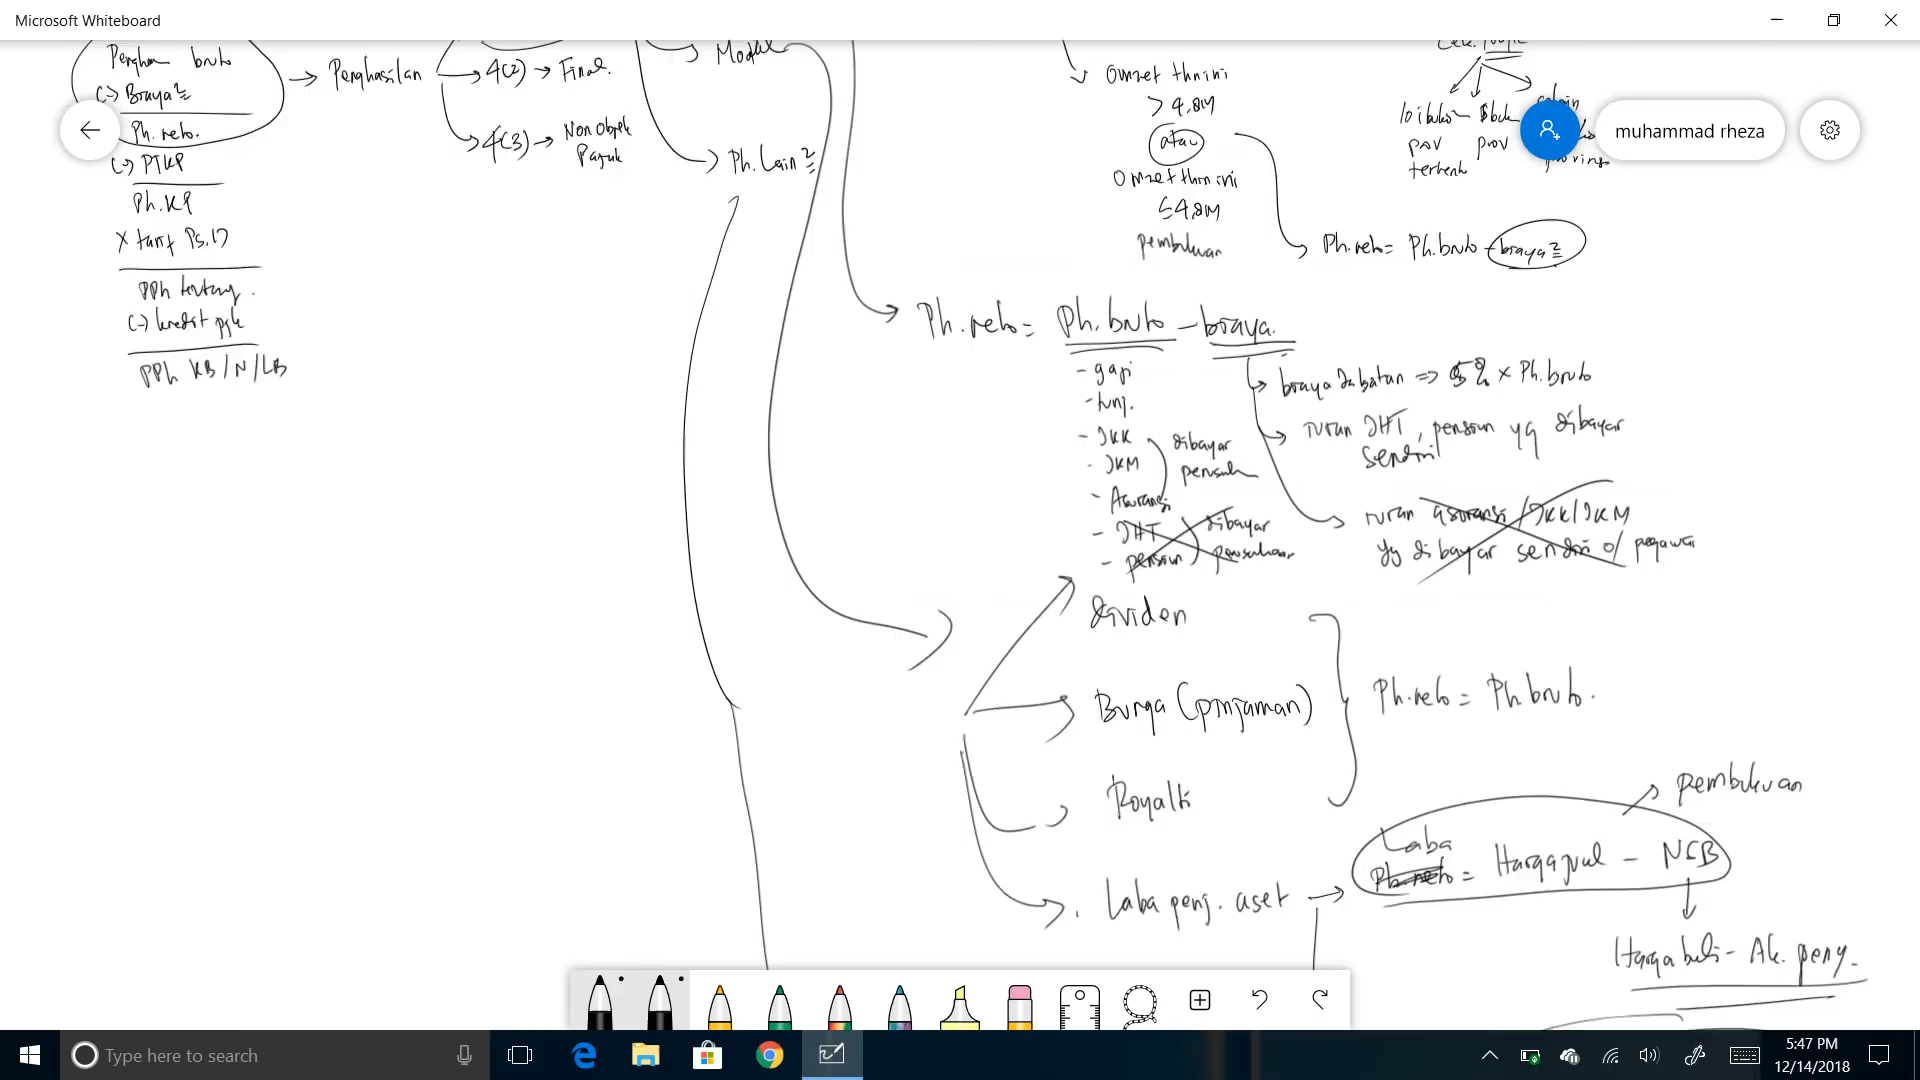 Microsoft Whiteboard
bruto
(-) Biaya2
Ph. neto.
(-) PTKP
Ph. KP
x tarif Ps. 17
PPh terutang.
(-) kredit pjk
PPh KB/N/LB
Penghasilan
4(2) → Final.
4(3) → Non Objek
Pajak
Modal
Ph. Lain2
Omzet thn ini
> 4,8M
atau
Omzet thn ini
≤ 4,8M
pembukuan
prov
prov
Ph. neto = Ph. bruto - biaya2
muhammad rheza
Ph. neto = Ph. bruto - biaya.
- gaji
- tunj.
- JKK
- JKM
- Asuransi
dibayar
- JHT
- pensiun
dibayar
perusahaan
biaya jabatan => 5% x Ph. bruto
iuran JHT, pensiun yg dibayar
sendiri
iuran asuransi/JKK/JKM
yg dibayar sendiri o/ pegawai
dividen
Bunga (pinjaman)
Royalti
Laba penj. aset
Ph. neto = Ph. bruto.
pembukuan
Laba
Ph. neto = Harga jual - NSB
Harga beli - Ak. peny.
Type here to search
5:47 PM
12/14/2018